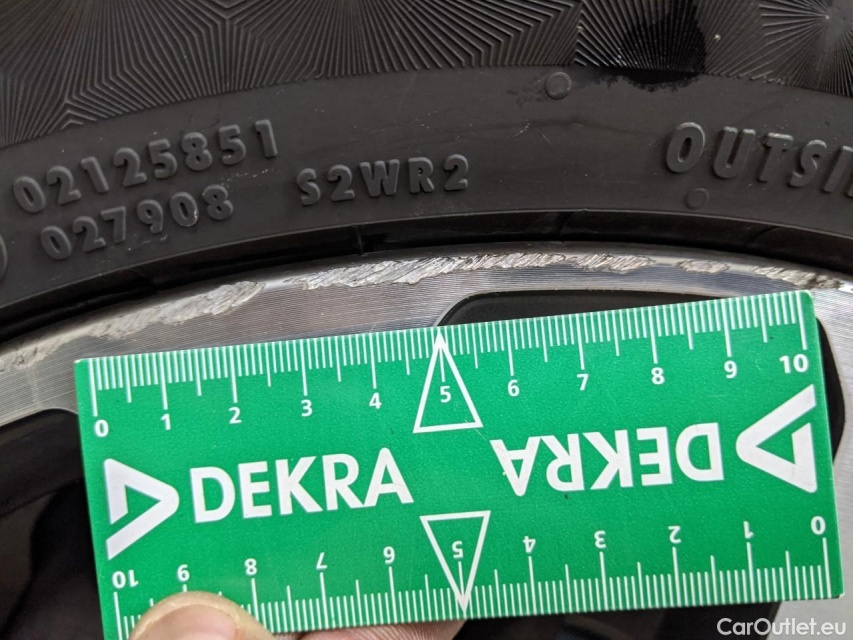 02125851
027908
S2WR2
OUTSI
0 1 2 3 4 5 6 7 8 9 10
DEKRA DEKRA
10 9 8 7 6 5 4 3 2 1 0
CarOutlet.eu